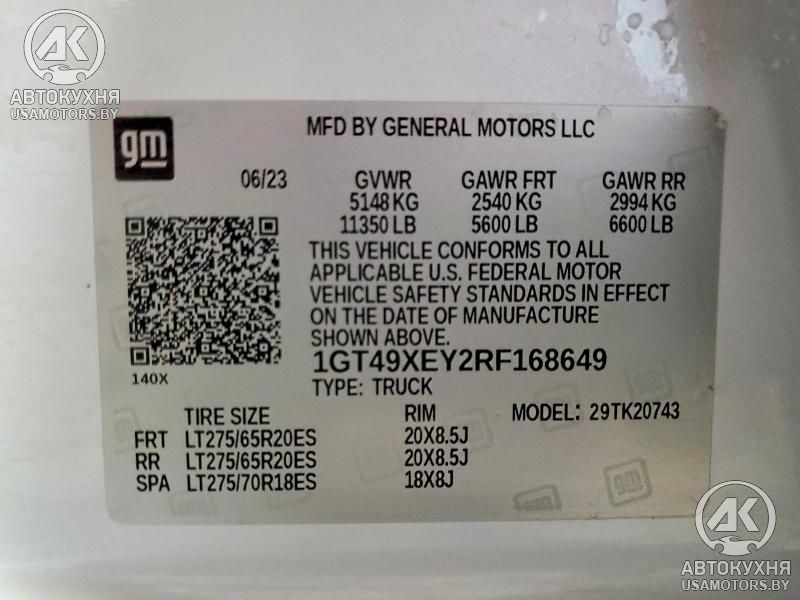 AK
АВТОКУХНЯ
USAMOTORS.BY
gm
MFD BY GENERAL MOTORS LLC
06/23 GVWR GAWR FRT GAWR RR
5148 KG 2540 KG 2994 KG
11350 LB 5600 LB 6600 LB
THIS VEHICLE CONFORMS TO ALL
APPLICABLE U.S. FEDERAL MOTOR
VEHICLE SAFETY STANDARDS IN EFFECT
ON THE DATE OF MANUFACTURE
SHOWN ABOVE.
140X
1GT49XEY2RF168649
TYPE: TRUCK
TIRE SIZE RIM MODEL: 29TK20743
FRT LT275/65R20ES 20X8.5J
RR LT275/65R20ES 20X8.5J
SPA LT275/70R18ES 18X8J
gm
AK
АВТОКУХНЯ
USAMOTORS.BY